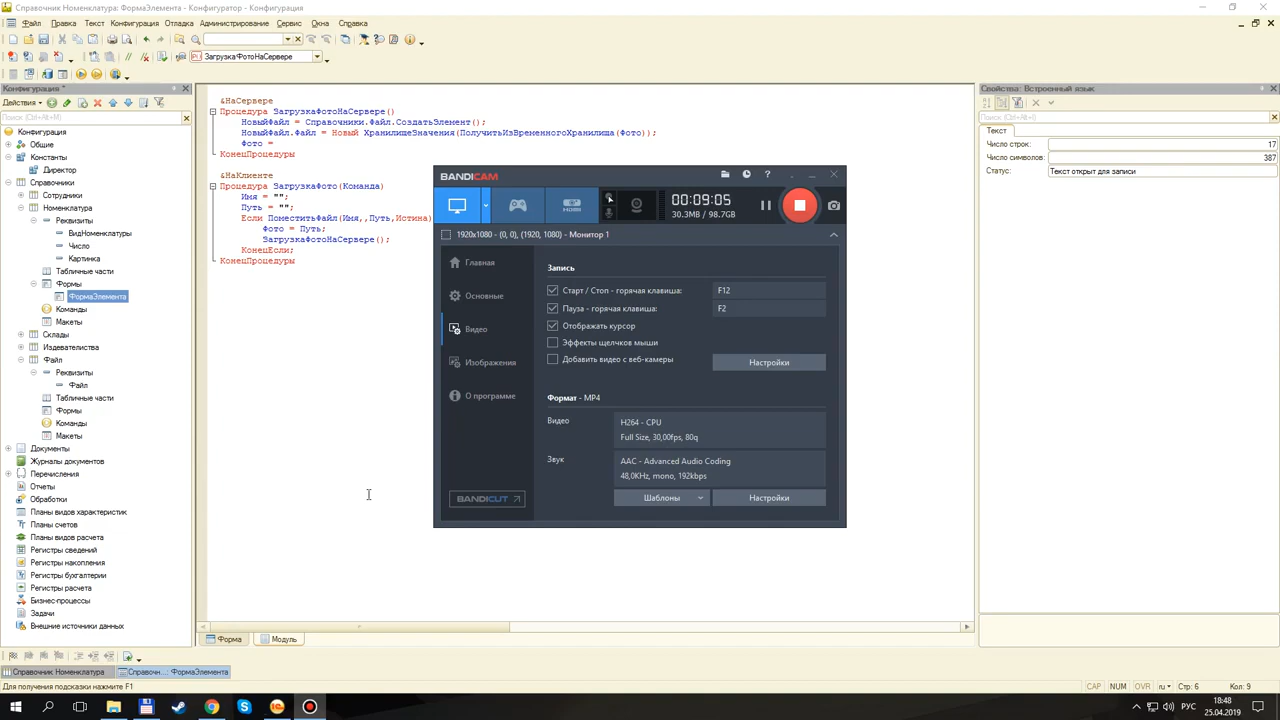 Справочник Номенклатура: ФормаЭлемента - Конфигуратор - Конфигурация
Файл Правка Текст Конфигурация Отладка Администрирование Сервис Окна Справка
ЗагрузкаФотоНаСервере
Конфигурация *
Действия
Поиск (Ctrl+Alt+M)
Конфигурация
Общие
Константы
Директор
Справочники
Сотрудники
Номенклатура
Реквизиты
ВидНоменклатуры
Число
Картинка
Табличные части
Формы
ФормаЭлемента
Команды
Макеты
Склады
Издевателиства
Файл
Реквизиты
Файл
Табличные части
Формы
Команды
Макеты
Документы
Журналы документов
Перечисления
Отчеты
Обработки
Планы видов характеристик
Планы счетов
Планы видов расчета
Регистры сведений
Регистры накопления
Регистры бухгалтерии
Регистры расчета
Бизнес-процессы
Задачи
Внешние источники данных
&НаСервере
Процедура ЗагрузкаФотоНаСервере()
НовыйФайл = Справочники.Файл.СоздатьЭлемент();
НовыйФайл.Файл = Новый ХранилищеЗначения(ПолучитьИзВременногоХранилища(Фото));
Фото =
КонецПроцедуры
&НаКлиенте
Процедура ЗагрузкаФото(Команда)
Имя = "";
Путь = "";
Если ПоместитьФайл(Имя,,Путь,Истина)
Фото = Путь;
ЗагрузкаФотоНаСервере();
КонецЕсли;
КонецПроцедуры
BANDICAM
HDMI
00:09:05
30.3MB / 98.7GB
1920x1080 - (0, 0), (1920, 1080) - Монитор 1
Главная
Основные
Видео
Изображения
О программе
BANDICUT
Запись
Старт / Стоп - горячая клавиша: F12
Пауза - горячая клавиша: F2
Отображать курсор
Эффекты щелчков мыши
Добавить видео с веб-камеры
Настройки
Формат - MP4
Видео
H264 - CPU
Full Size, 30,00fps, 80q
Звук
AAC - Advanced Audio Coding
48,0KHz, mono, 192kbps
Шаблоны
Настройки
Свойства: Встроенный язык
Поиск (Ctrl+Alt+I)
Текст
Число строк: 17
Число символов: 387
Статус: Текст открыт для записи
Форма Модуль
Справочник Номенклатура Справочн...: ФормаЭлемента
Для получения подсказки нажмите F1
CAP NUM OVR ru Стр: 6 Кол: 9
РУС
18:48
25.04.2019